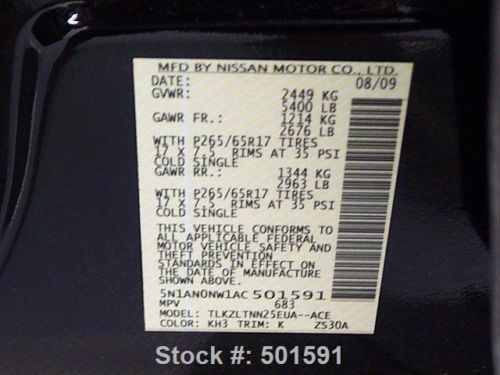 MFD BY NISSAN MOTOR CO., LTD.
DATE: 08/09
GVWR: 2449 KG
5400 LB
GAWR FR.: 1214 KG
2676 LB
WITH P265/65R17 TIRES
17 X 7.5 RIMS AT 35 PSI
COLD SINGLE
GAWR RR.: 1344 KG
2963 LB
WITH P265/65R17 TIRES
17 X 7.5 RIMS AT 35 PSI
COLD SINGLE
THIS VEHICLE CONFORMS TO
ALL APPLICABLE FEDERAL
MOTOR VEHICLE SAFETY AND
THEFT PREVENTION
STANDARDS IN EFFECT ON
THE DATE OF MANUFACTURE
SHOWN ABOVE.
5N1AN0NW1AC501591
MPV 683
MODEL: TLKZLTNN25EUA--ACE
COLOR: KH3 TRIM: K ZS30A
Stock #: 501591